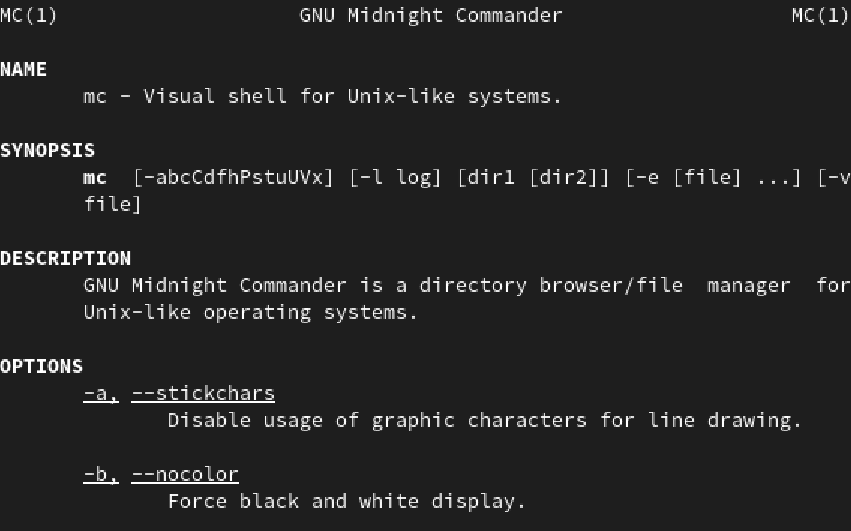 MC(1)                    GNU Midnight Commander                   MC(1)
NAME
mc - Visual shell for Unix-like systems.
SYNOPSIS
mc  [-abcCdfhPstuUVx] [-l log] [dir1 [dir2]] [-e [file] ...] [-v
file]
DESCRIPTION
GNU Midnight Commander is a directory browser/file  manager  for
Unix-like operating systems.
OPTIONS
-a, --stickchars
Disable usage of graphic characters for line drawing.
-b, --nocolor
Force black and white display.